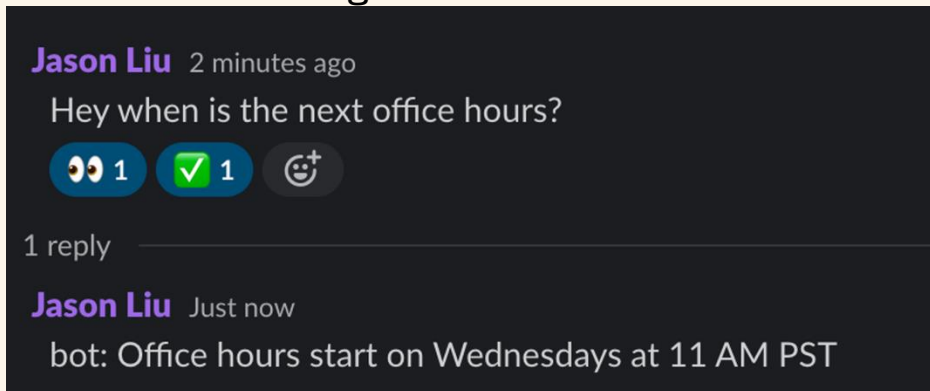 Jason Liu 2 minutes ago
Hey when is the next office hours?
👀 1 ✅ 1
1 reply
Jason Liu Just now
bot: Office hours start on Wednesdays at 11 AM PST